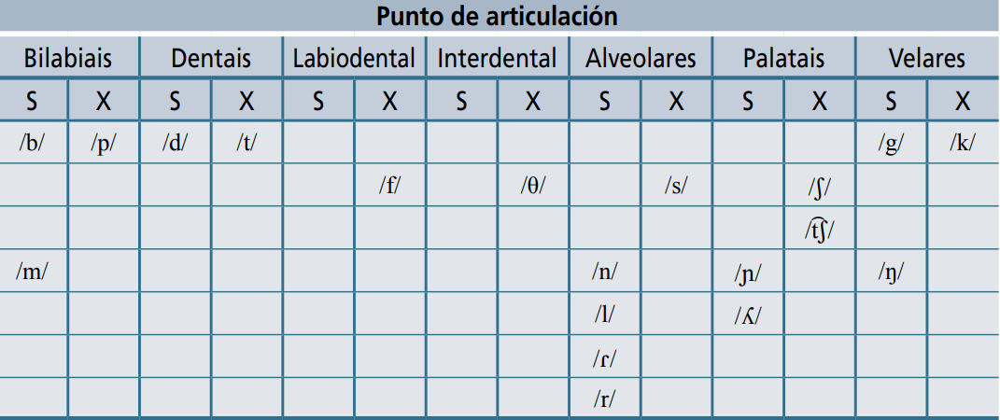 Punto de articulación
Bilabiais Dentais Labiodental Interdental Alveolares Palatais Velares
S X S X S X S X S X S X S X
/b/ /p/ /d/ /t/ /g/ /k/
/f/ /θ/ /s/ /ʃ/
/t͡ʃ/
/m/ /n/ /ɲ/ /ŋ/
/l/ /ʎ/
/ɾ/
/r/